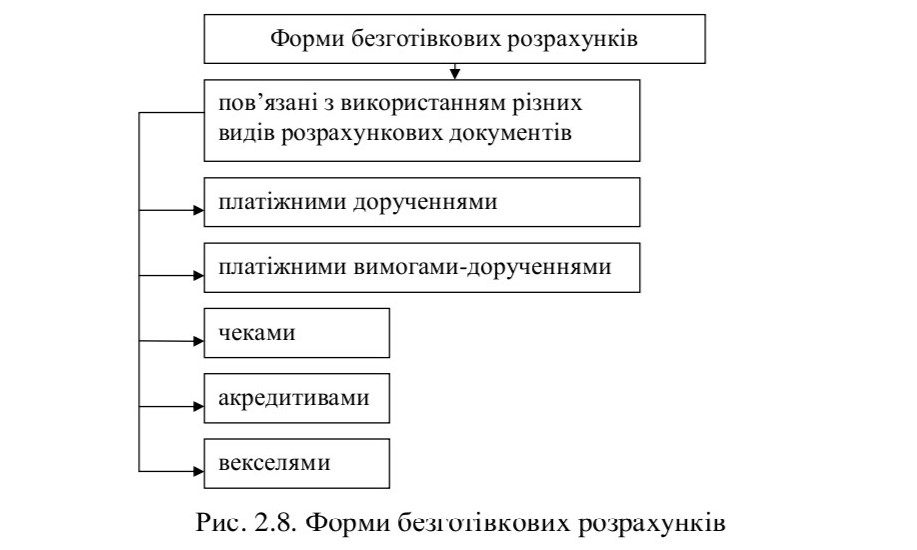 Форми безготівкових розрахунків
пов’язані з використанням різних
видів розрахункових документів
платіжними дорученнями
платіжними вимогами-дорученнями
чеками
акредитивами
векселями
Рис. 2.8. Форми безготівкових розрахунків